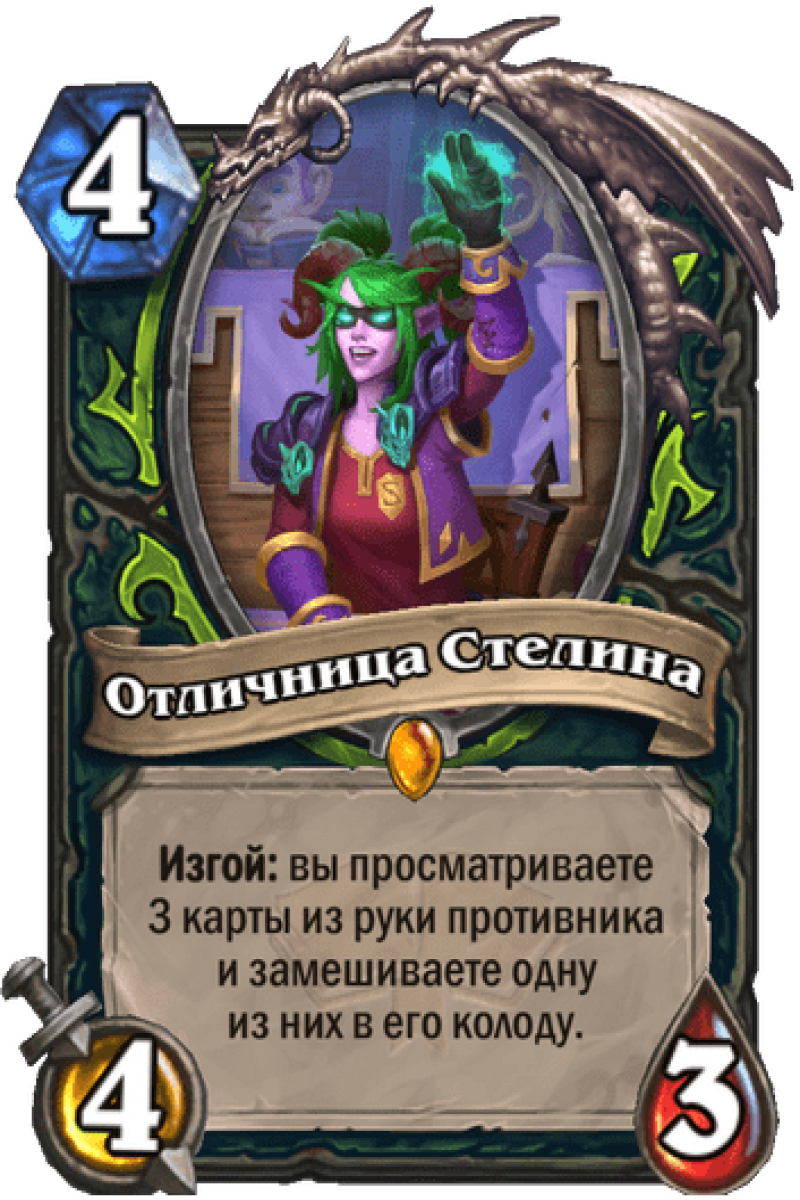 4
S
Отличница Стелина
Изгой: вы просматриваете
3 карты из руки противника
и замешиваете одну
из них в его колоду.
4
3